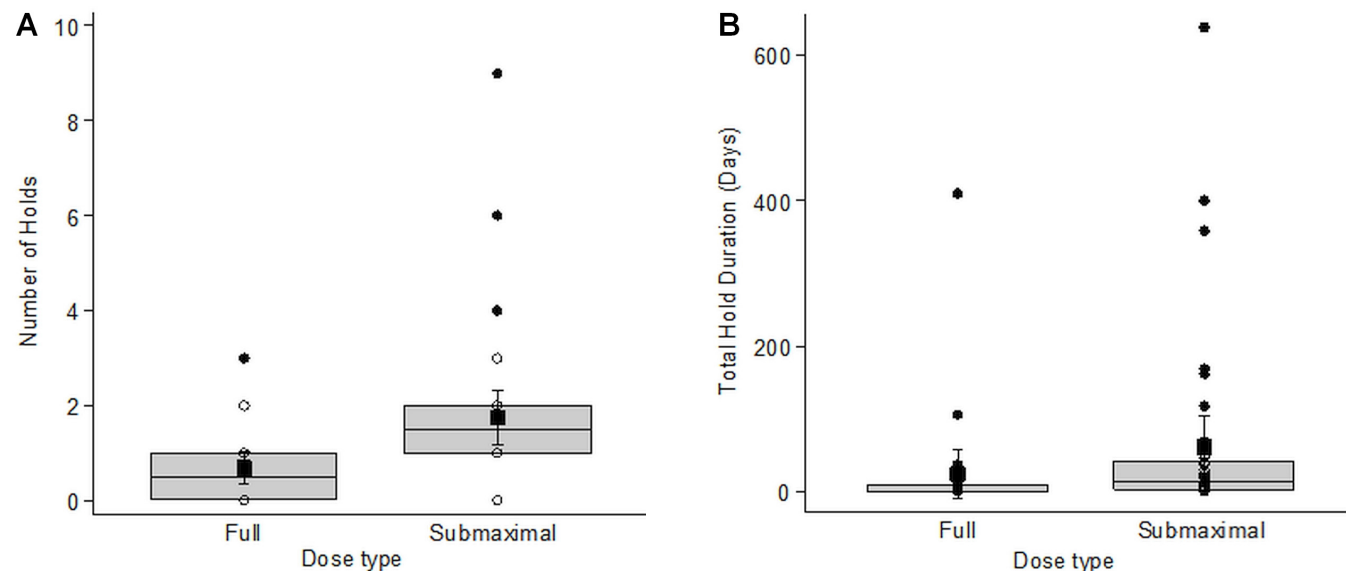 A
Number of Holds
10
8
6
4
2
0
Full Submaximal
Dose type
B
Total Hold Duration (Days)
600
400
200
0
Full Submaximal
Dose type